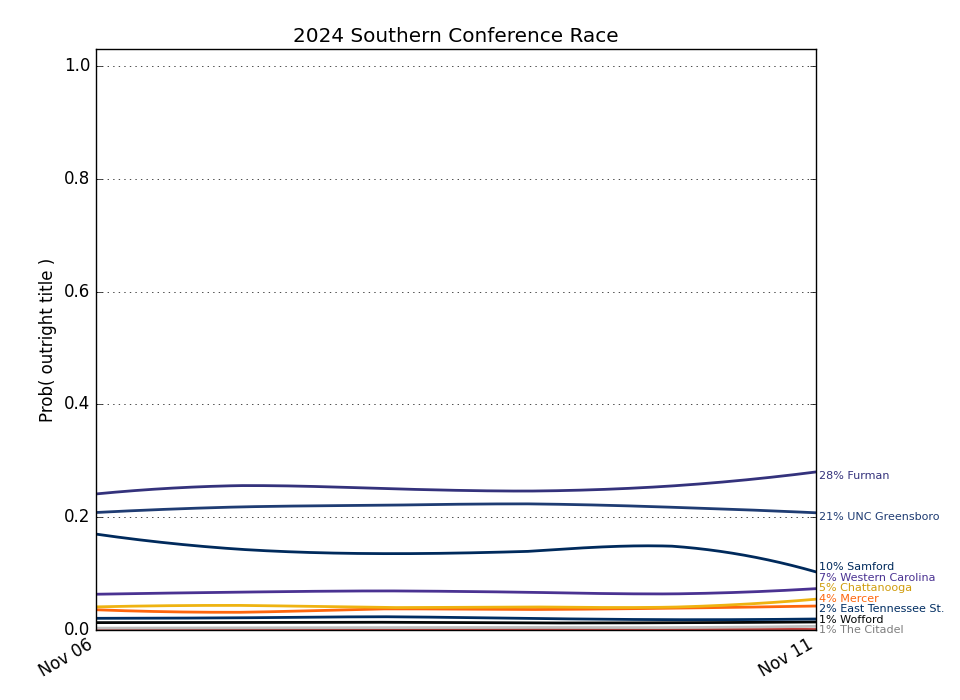 2024 Southern Conference Race
Prob( outright title )
1.0
0.8
0.6
0.4
0.2
0.0
Nov 06
Nov 11
28% Furman
21% UNC Greensboro
10% Samford
7% Western Carolina
5% Chattanooga
4% Mercer
2% East Tennessee St.
1% Wofford
1% The Citadel